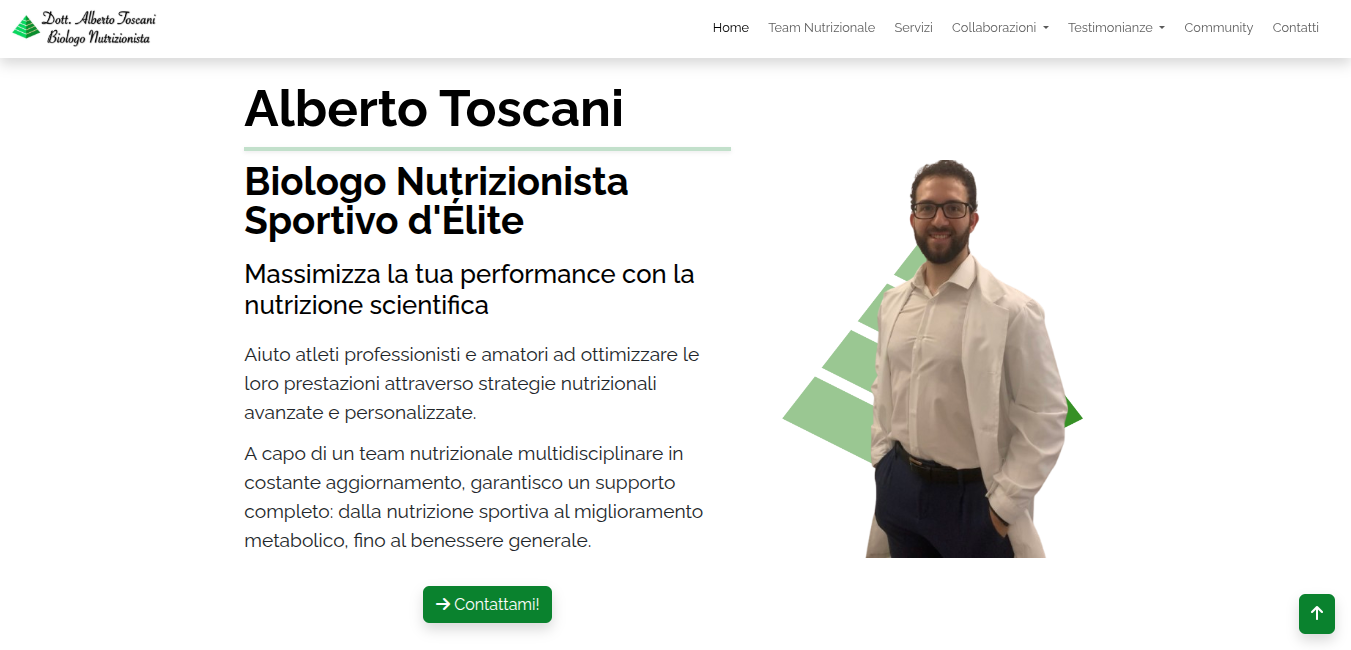 Dott. Alberto Toscani
Biologo Nutrizionista
Home Team Nutrizionale Servizi Collaborazioni Testimonianze Community Contatti
Alberto Toscani
Biologo Nutrizionista
Sportivo d'Élite
Massimizza la tua performance con la
nutrizione scientifica
Aiuto atleti professionisti e amatori ad ottimizzare le
loro prestazioni attraverso strategie nutrizionali
avanzate e personalizzate.
A capo di un team nutrizionale multidisciplinare in
costante aggiornamento, garantisco un supporto
completo: dalla nutrizione sportiva al miglioramento
metabolico, fino al benessere generale.
Contattami!